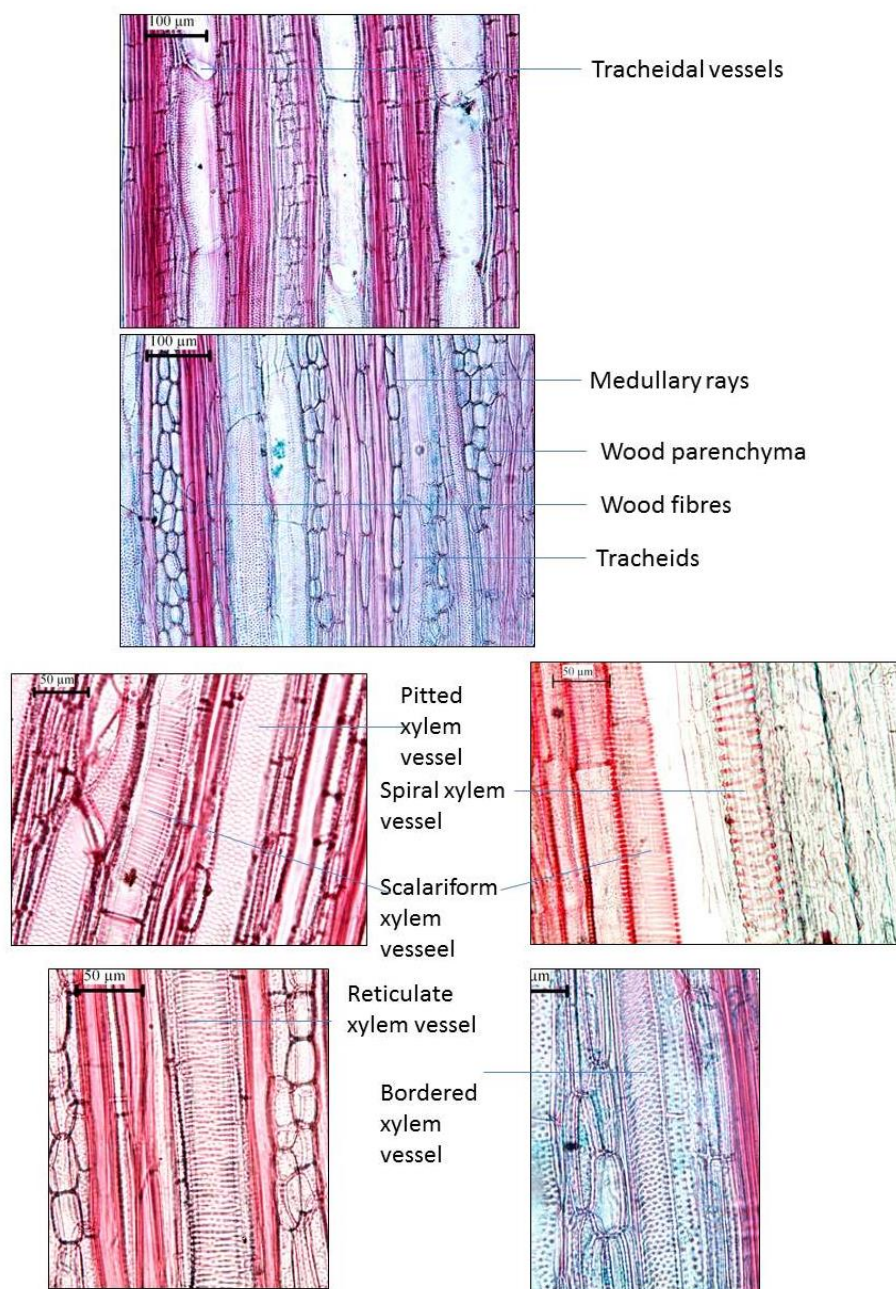 100 µm
Tracheidal vessels
100 µm
Medullary rays
Wood parenchyma
Wood fibres
Tracheids
50 µm
Pitted
xylem
vessel
50 µm
Spiral xylem
vessel
Scalariform
xylem
vesseel
50 µm
Reticulate
xylem vessel
µm
Bordered
xylem
vessel